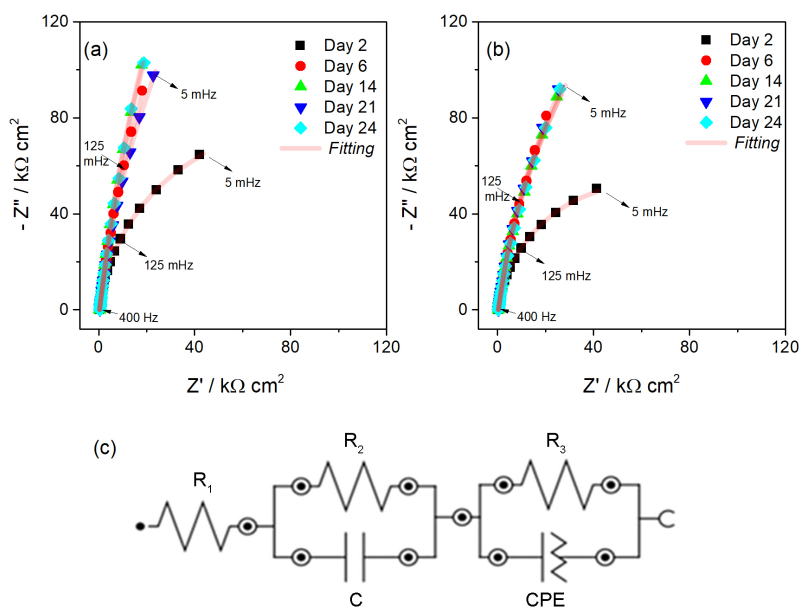 (a)
Day 2
Day 6
Day 14
Day 21
Day 24
Fitting
5 mHz
125
mHz
5 mHz
125 mHz
400 Hz
120
80
40
0
0
40
80
120
- Z" / kΩ cm²
Z' / kΩ cm²
(b)
Day 2
Day 6
Day 14
Day 21
Day 24
Fitting
5 mHz
125
mHz
5 mHz
125 mHz
400 Hz
120
80
40
0
0
40
80
120
- Z" / kΩ cm²
Z' / kΩ cm²
(c)
R₁
R₂
C
R₃
CPE